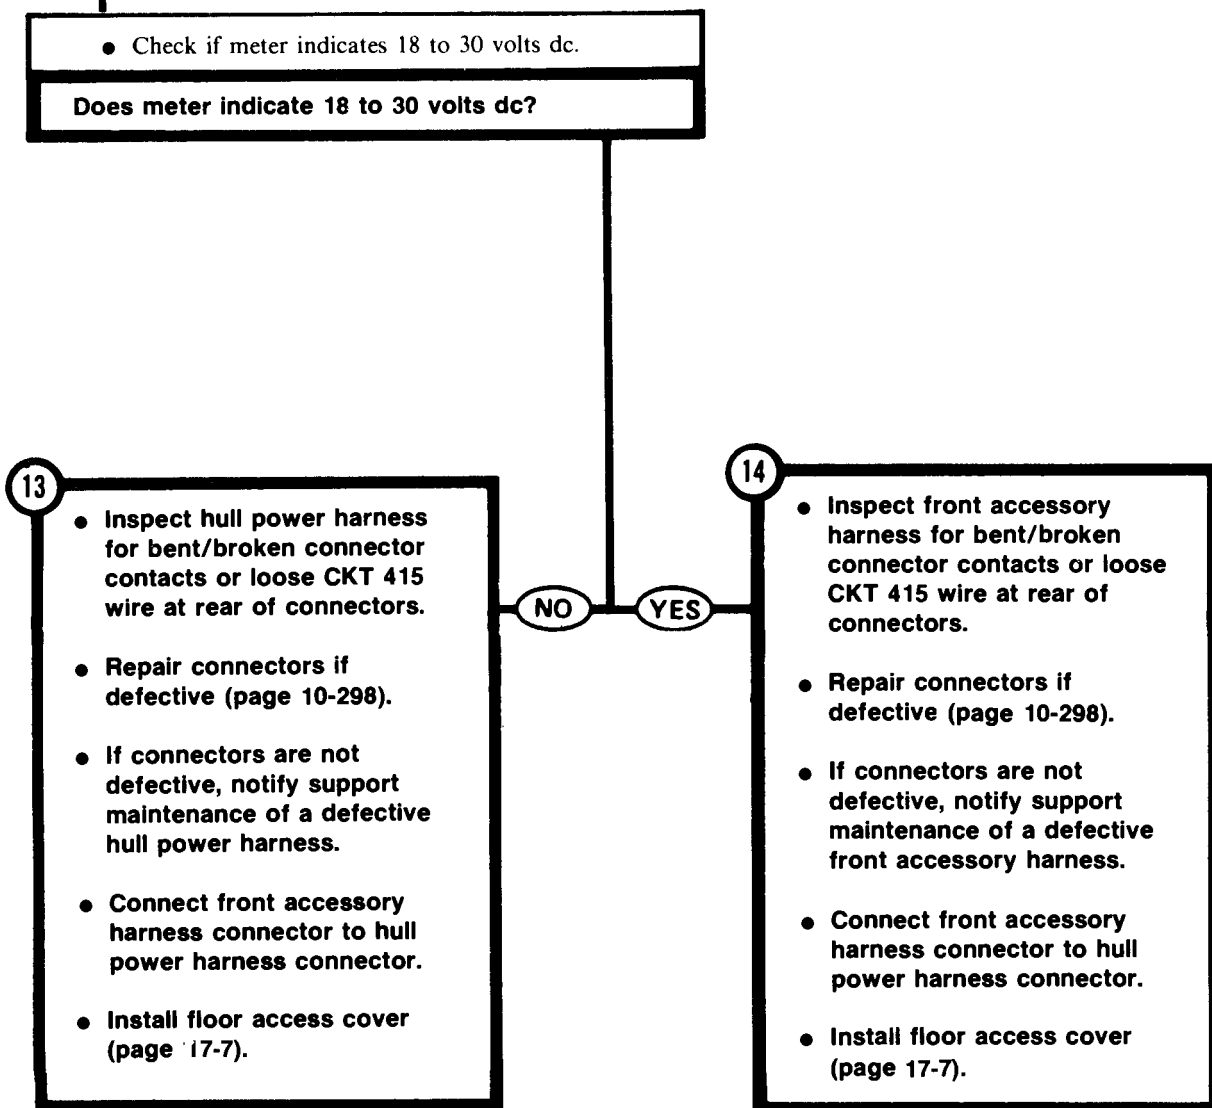 ● Check if meter indicates 18 to 30 volts dc.
Does meter indicate 18 to 30 volts dc?
13
● Inspect hull power harness
for bent/broken connector
contacts or loose CKT 415
wire at rear of connectors.
● Repair connectors if
defective (page 10-298).
● If connectors are not
defective, notify support
maintenance of a defective
hull power harness.
● Connect front accessory
harness connector to hull
power harness connector.
● Install floor access cover
(page 17-7).
NO
YES
14
● Inspect front accessory
harness for bent/broken
connector contacts or loose
CKT 415 wire at rear of
connectors.
● Repair connectors if
defective (page 10-298).
● If connectors are not
defective, notify support
maintenance of a defective
front accessory harness.
● Connect front accessory
harness connector to hull
power harness connector.
● Install floor access cover
(page 17-7).